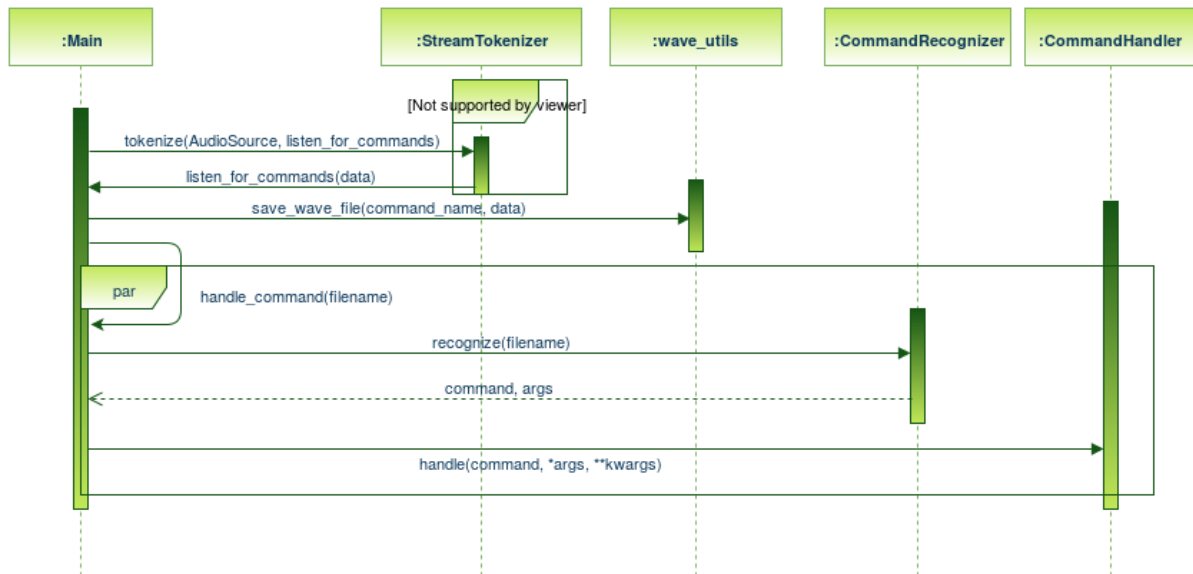 :Main
:StreamTokenizer
:wave_utils
:CommandRecognizer
:CommandHandler
[Not supported by viewer]
tokenize(AudioSource, listen_for_commands)
listen_for_commands(data)
save_wave_file(command_name, data)
par
handle_command(filename)
recognize(filename)
command, args
handle(command, *args, **kwargs)